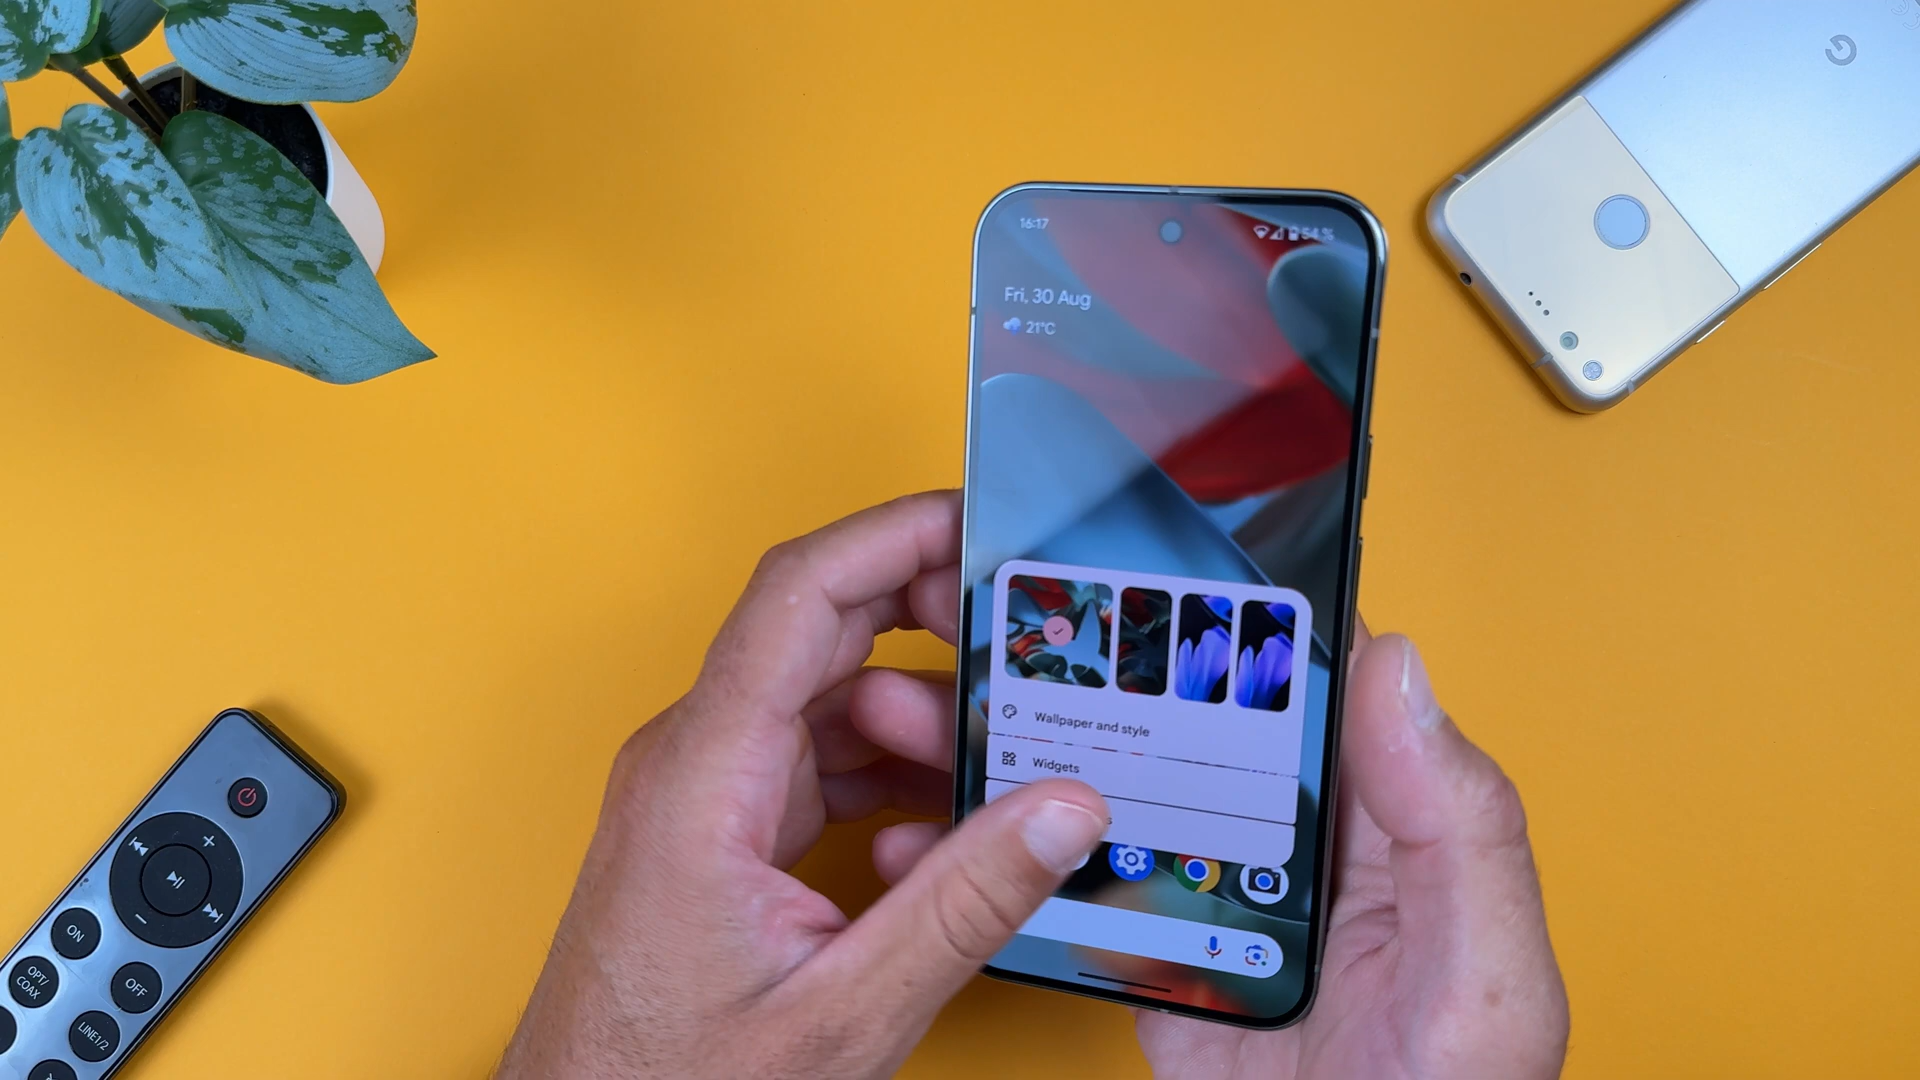 16:17
54%
Fri, 30 Aug
21°C
Wallpaper and style
Widgets
s
+
−
ON
OPT/
COAX
OFF
LINE1/2
G